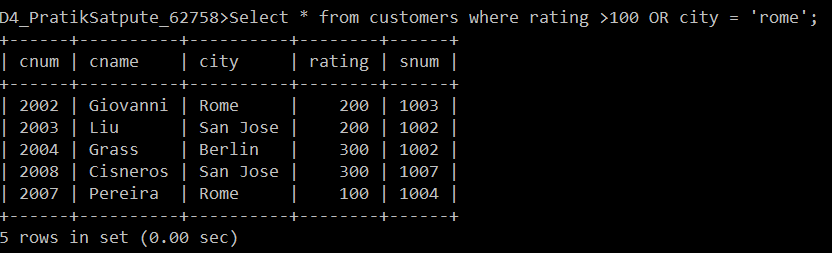 D4_PratikSatpute_62758>Select * from customers where rating >100 OR city = 'rome';
+------+----------+----------+--------+------+
| cnum | cname    | city     | rating | snum |
+------+----------+----------+--------+------+
| 2002 | Giovanni | Rome     |    200 | 1003 |
| 2003 | Liu      | San Jose |    200 | 1002 |
| 2004 | Grass    | Berlin   |    300 | 1002 |
| 2008 | Cisneros | San Jose |    300 | 1007 |
| 2007 | Pereira  | Rome     |    100 | 1004 |
+------+----------+----------+--------+------+
5 rows in set (0.00 sec)